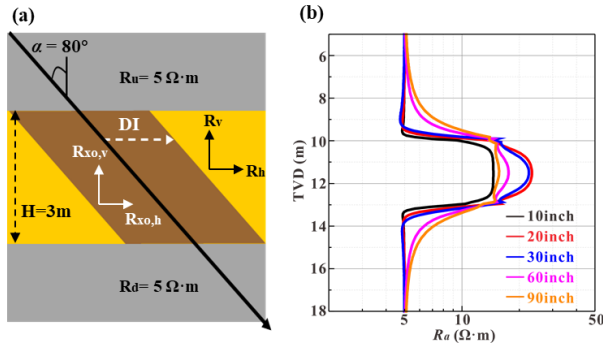 (a)
α = 80°
Ru= 5 Ω·m
DI
Rv
Rh
Rxo,v
Rxo,h
H=3m
Rd= 5 Ω·m
(b)
TVD (m)
6
8
10
12
14
16
18
10inch
20inch
30inch
60inch
90inch
5 10 50
Ra (Ω·m)